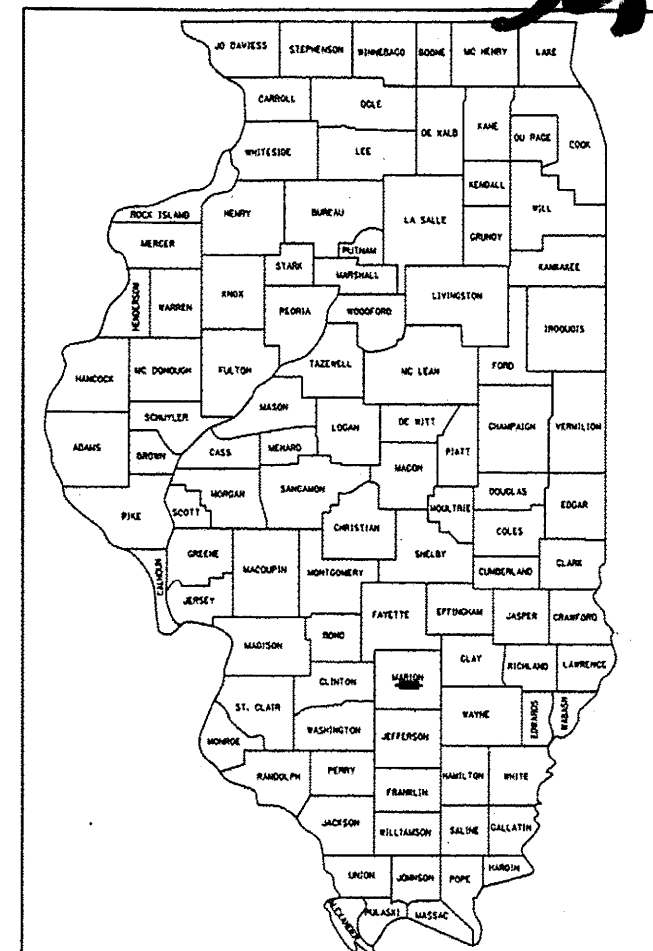 JO DAVIESS
STEPHENSON
WINNEBAGO
BOONE
MC HENRY
LAKE
CARROLL
OGLE
DE KALB
KANE
DU PAGE
COOK
WHITESIDE
LEE
KENDALL
WILL
ROCK ISLAND
HENRY
BUREAU
LA SALLE
GRUNDY
MERCER
PUTNAM
STARK
MARSHALL
KANKAKEE
HENDERSON
WARREN
KNOX
PEORIA
WOODFORD
LIVINGSTON
IROQUOIS
HANCOCK
MC DONOUGH
FULTON
TAZEWELL
MC LEAN
FORD
SCHUYLER
MASON
LOGAN
DE WITT
CHAMPAIGN
VERMILION
ADAMS
BROWN
CASS
MENARD
MACON
PIATT
PIKE
SCOTT
MORGAN
SANGAMON
CHRISTIAN
MOULTRIE
DOUGLAS
EDGAR
COLES
CALHOUN
GREENE
MACOUPIN
MONTGOMERY
SHELBY
CUMBERLAND
CLARK
JERSEY
FAYETTE
EFFINGHAM
JASPER
CRAWFORD
MADISON
BOND
CLAY
RICHLAND
LAWRENCE
CLINTON
MARION
ST. CLAIR
WAYNE
EDWARDS
WABASH
MONROE
WASHINGTON
JEFFERSON
RANDOLPH
PERRY
HAMILTON
WHITE
FRANKLIN
JACKSON
WILLIAMSON
SALINE
GALLATIN
UNION
JOHNSON
POPE
HARDIN
ALEXANDER
PULASKI
MASSAC